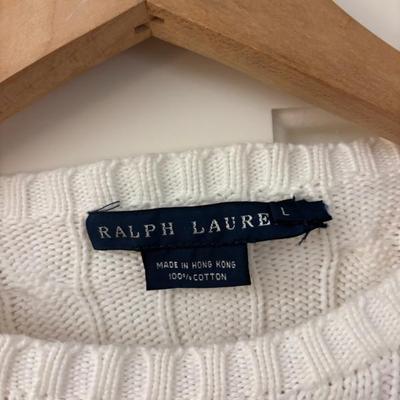 RALPH LAURE
L
MADE IN HONG KONG
100% COTTON